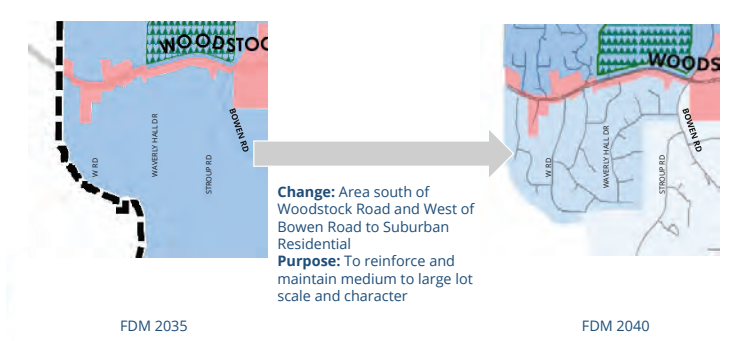 WOODSTOC
BOWEN RD
W RD
WAVERLY HALL DR
STROUP RD
WOODS
BOWEN RD
W RD
WAVERLY HALL DR
STROUP RD
Change: Area south of
Woodstock Road and West of
Bowen Road to Suburban
Residential
Purpose: To reinforce and
maintain medium to large lot
scale and character
FDM 2035
FDM 2040